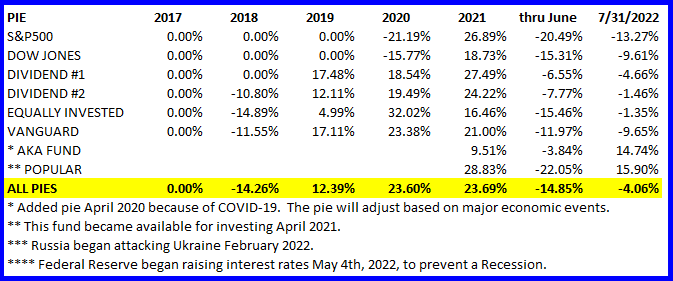 PIE 2017 2018 2019 2020 2021 thru June 7/31/2022
S&P500 0.00% 0.00% 0.00% -21.19% 26.89% -20.49% -13.27%
DOW JONES 0.00% 0.00% 0.00% -15.77% 18.73% -15.31% -9.61%
DIVIDEND #1 0.00% 0.00% 17.48% 18.54% 27.49% -6.55% -4.66%
DIVIDEND #2 0.00% -10.80% 12.11% 19.49% 24.22% -7.77% -1.46%
EQUALLY INVESTED 0.00% -14.89% 4.99% 32.02% 16.46% -15.46% -1.35%
VANGUARD 0.00% -11.55% 17.11% 23.38% 21.00% -11.97% -9.65%
* AKA FUND 9.51% -3.84% 14.74%
** POPULAR 28.83% -22.05% 15.90%
ALL PIES 0.00% -14.26% 12.39% 23.60% 23.69% -14.85% -4.06%
* Added pie April 2020 because of COVID-19. The pie will adjust based on major economic events.
** This fund became available for investing April 2021.
*** Russia began attacking Ukraine February 2022.
**** Federal Reserve began raising interest rates May 4th, 2022, to prevent a Recession.